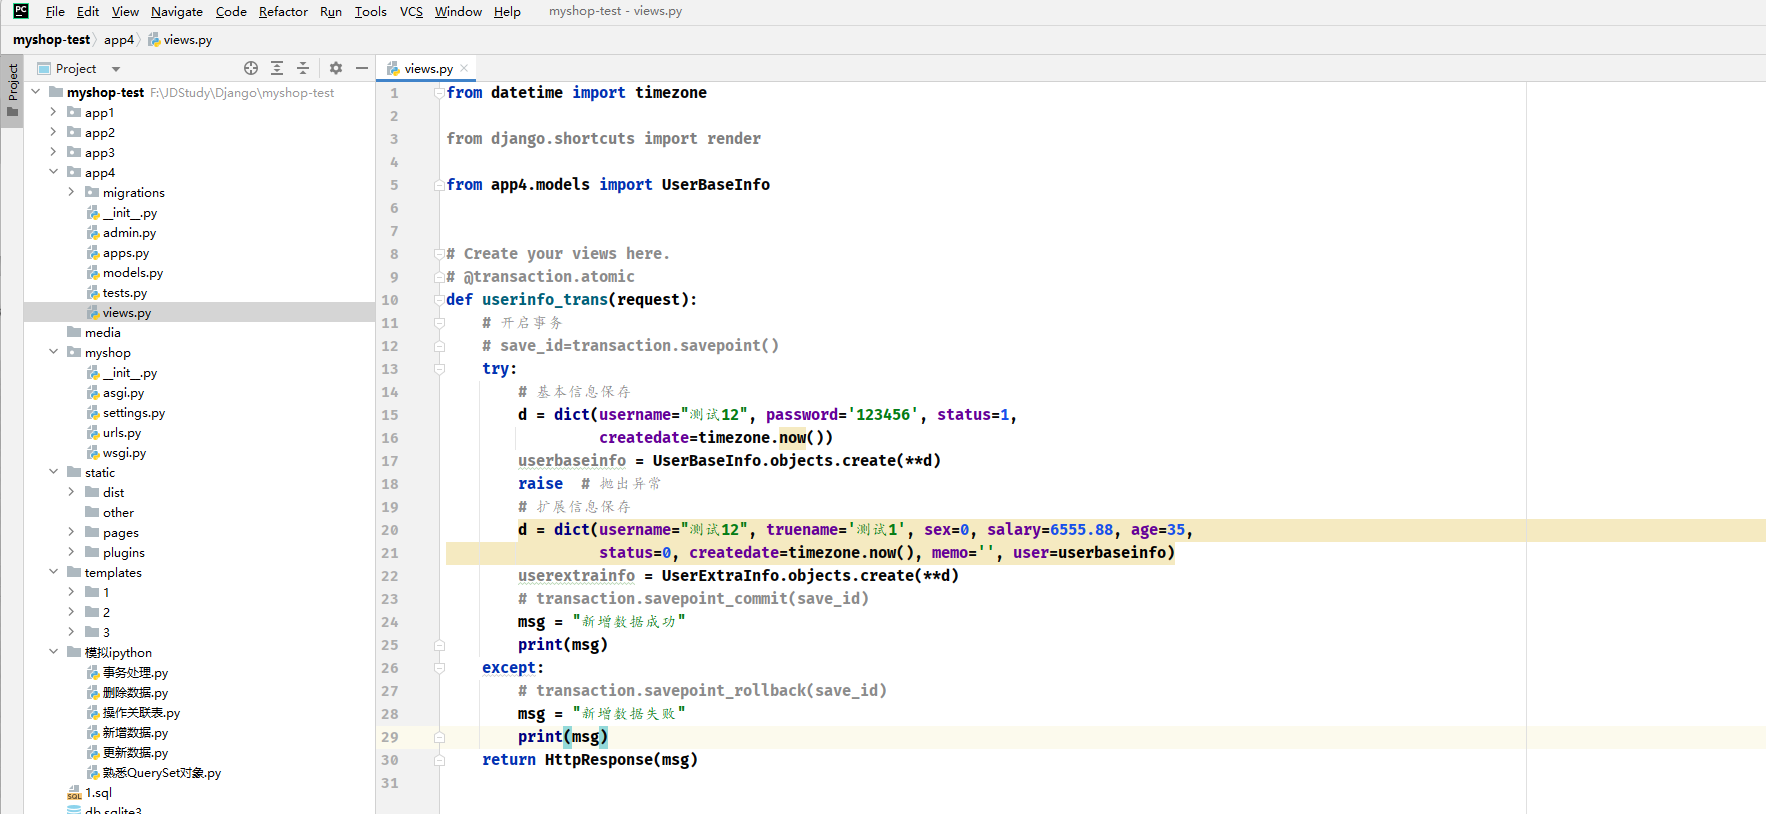 PC File Edit View Navigate Code Refactor Run Tools VCS Window Help myshop-test - views.py
myshop-test app4 views.py
Project
Project
views.py
myshop-test F:\JDStudy\Django\myshop-test
app1
app2
app3
app4
migrations
__init__.py
admin.py
apps.py
models.py
tests.py
views.py
media
myshop
__init__.py
asgi.py
settings.py
urls.py
wsgi.py
static
dist
other
pages
plugins
templates
1
2
3
模拟ipython
事务处理.py
删除数据.py
操作关联表.py
新增数据.py
更新数据.py
熟悉QuerySet对象.py
SQL 1.sql
db.sqlite3
1 from datetime import timezone
2
3 from django.shortcuts import render
4
5 from app4.models import UserBaseInfo
6
7
8 # Create your views here.
9 # @transaction.atomic
10 def userinfo_trans(request):
11     # 开启事务
12     # save_id=transaction.savepoint()
13     try:
14         # 基本信息保存
15         d = dict(username="测试12", password='123456', status=1,
16                  createdate=timezone.now())
17         userbaseinfo = UserBaseInfo.objects.create(**d)
18         raise  # 抛出异常
19         # 扩展信息保存
20         d = dict(username="测试12", truename='测试1', sex=0, salary=6555.88, age=35,
21                  status=0, createdate=timezone.now(), memo='', user=userbaseinfo)
22         userextrainfo = UserExtraInfo.objects.create(**d)
23         # transaction.savepoint_commit(save_id)
24         msg = "新增数据成功"
25         print(msg)
26     except:
27         # transaction.savepoint_rollback(save_id)
28         msg = "新增数据失败"
29         print(msg)
30     return HttpResponse(msg)
31